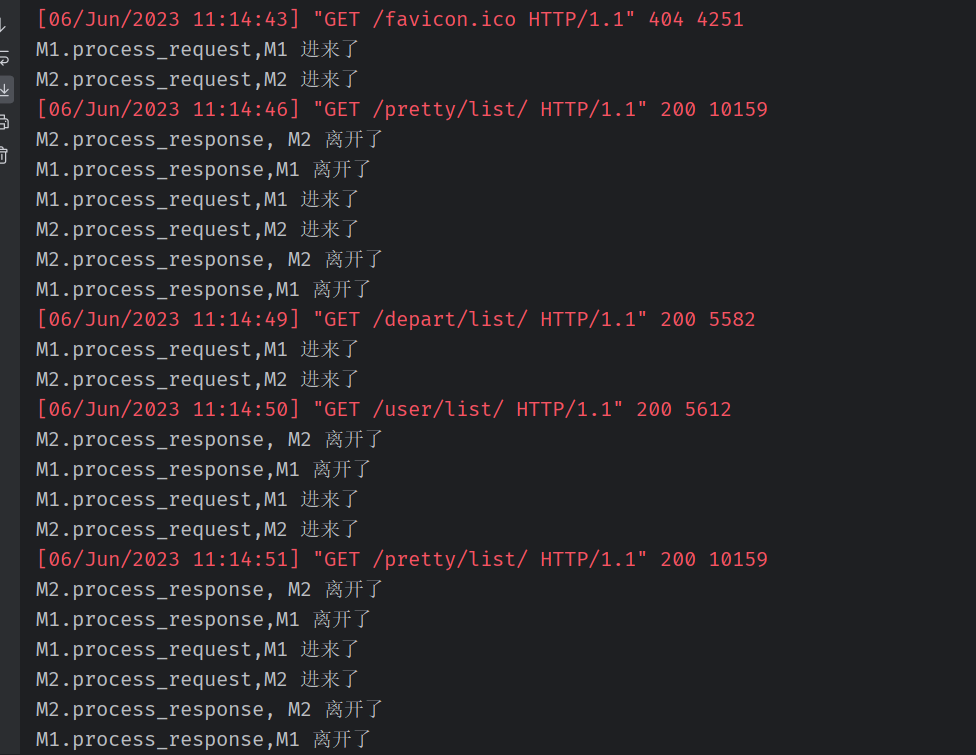 [06/Jun/2023 11:14:43] "GET /favicon.ico HTTP/1.1" 404 4251
M1.process_request,M1 进来了
M2.process_request,M2 进来了
[06/Jun/2023 11:14:46] "GET /pretty/list/ HTTP/1.1" 200 10159
M2.process_response, M2 离开了
M1.process_response,M1 离开了
M1.process_request,M1 进来了
M2.process_request,M2 进来了
M2.process_response, M2 离开了
M1.process_response,M1 离开了
[06/Jun/2023 11:14:49] "GET /depart/list/ HTTP/1.1" 200 5582
M1.process_request,M1 进来了
M2.process_request,M2 进来了
[06/Jun/2023 11:14:50] "GET /user/list/ HTTP/1.1" 200 5612
M2.process_response, M2 离开了
M1.process_response,M1 离开了
M1.process_request,M1 进来了
M2.process_request,M2 进来了
[06/Jun/2023 11:14:51] "GET /pretty/list/ HTTP/1.1" 200 10159
M2.process_response, M2 离开了
M1.process_response,M1 离开了
M1.process_request,M1 进来了
M2.process_request,M2 进来了
M2.process_response, M2 离开了
M1.process_response,M1 离开了